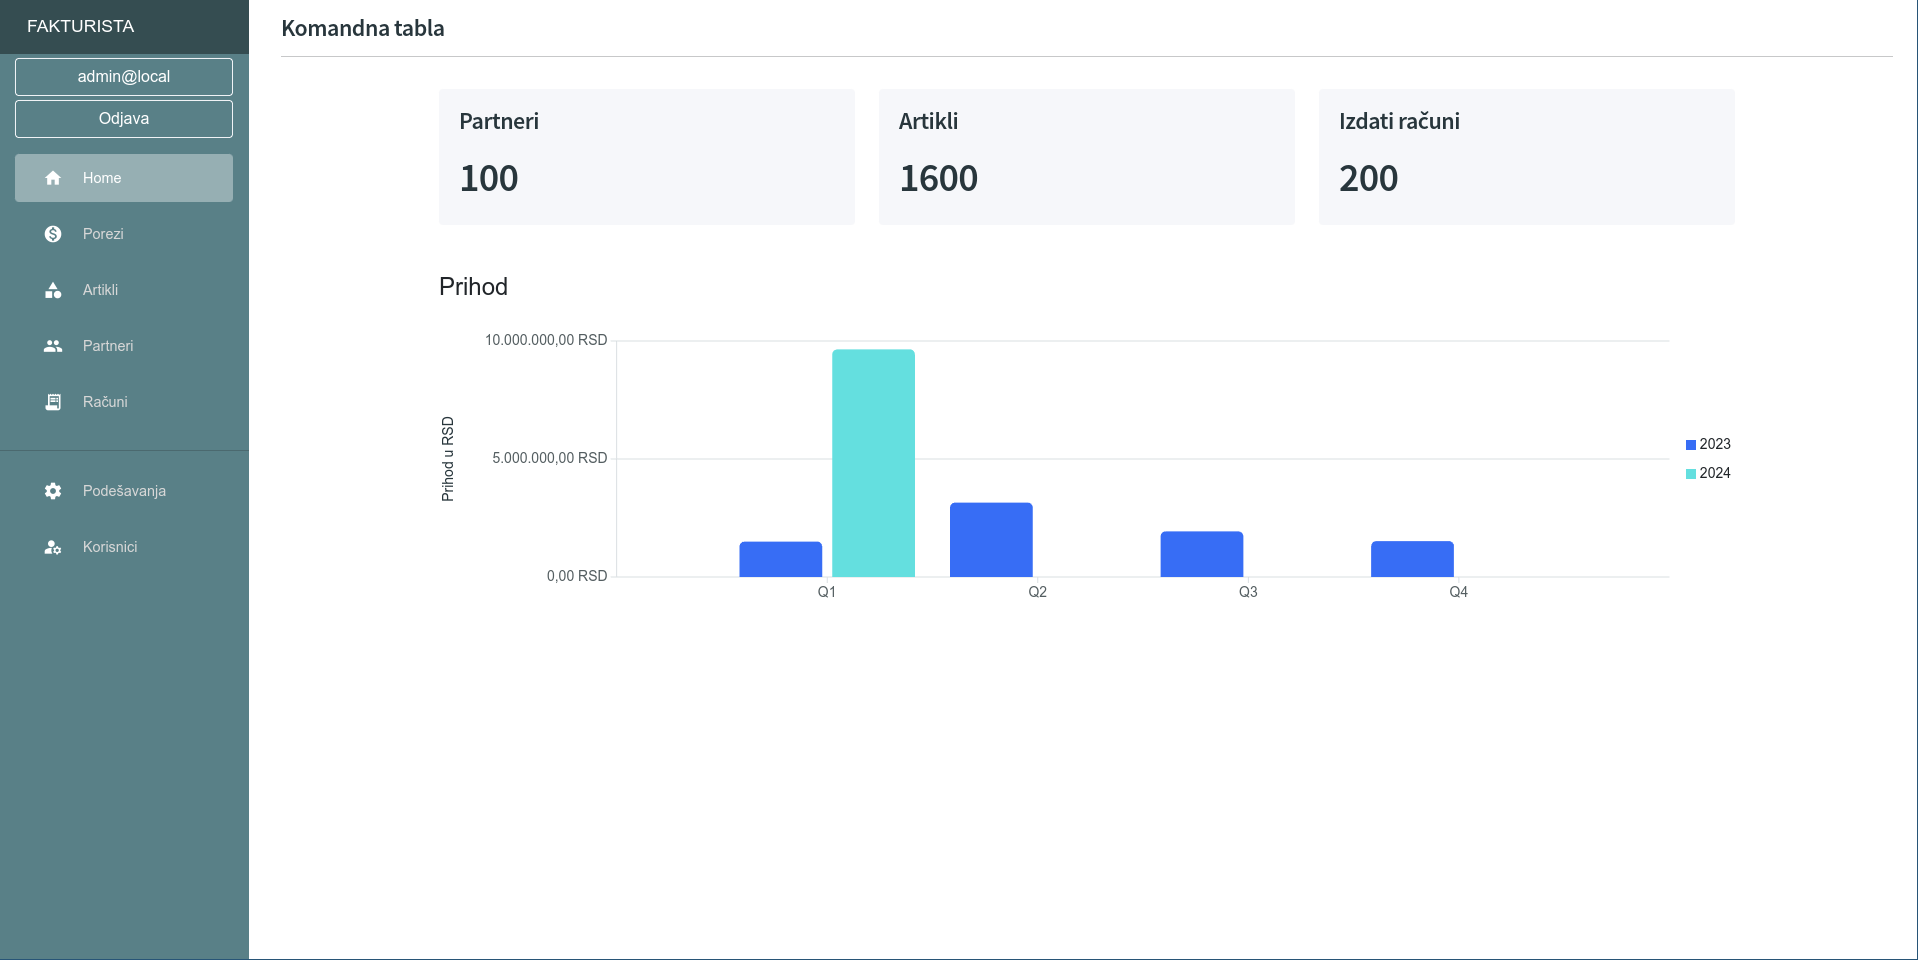 FAKTURISTA
admin@local
Odjava
Home
Porezi
Artikli
Partneri
Računi
Podešavanja
Korisnici
Komandna tabla
Partneri
100
Artikli
1600
Izdati računi
200
Prihod
Prihod u RSD
10.000.000,00 RSD
5.000.000,00 RSD
0,00 RSD
Q1
Q2
Q3
Q4
2023
2024